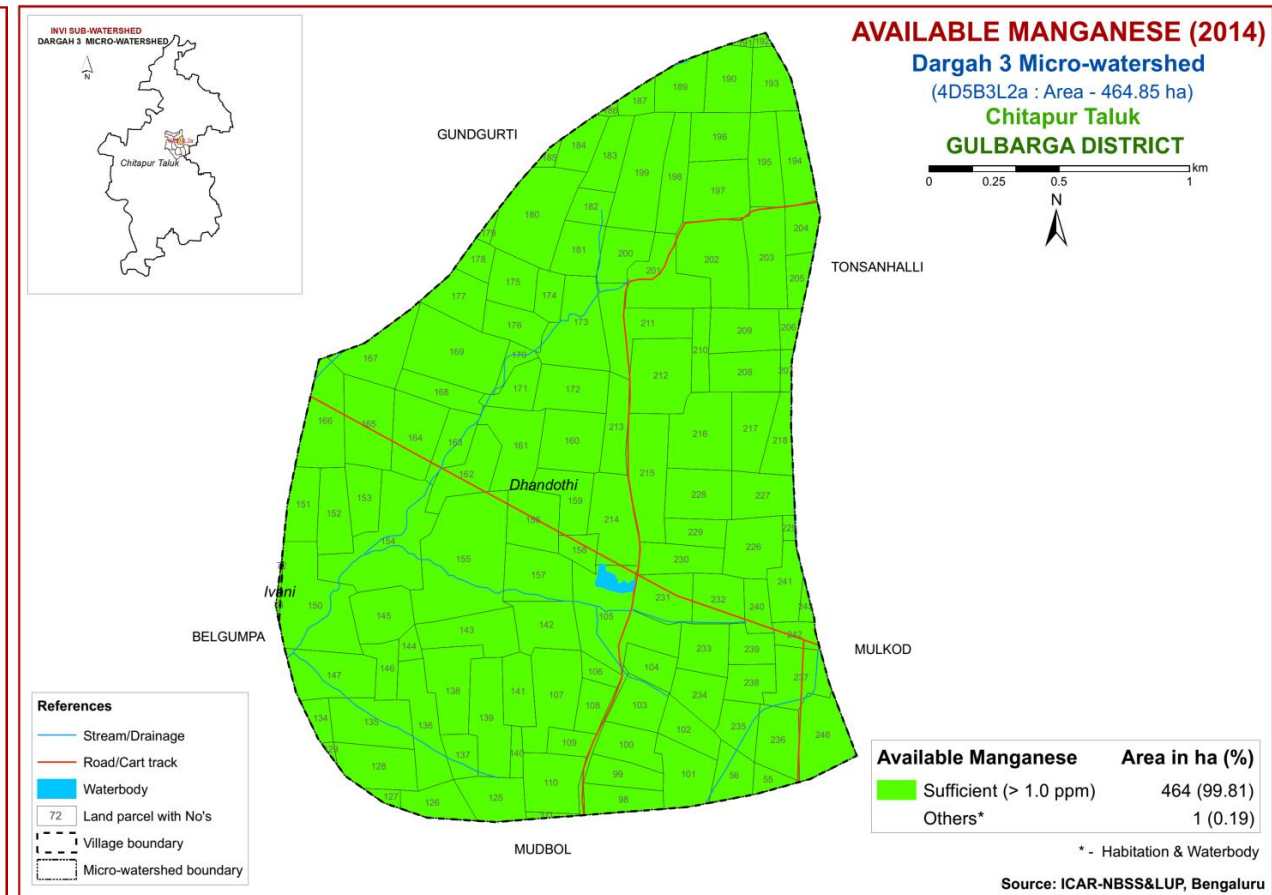 INVI SUB-WATERSHED
DARGAH 3 MICRO-WATERSHED
N
Chitapur Taluk
AVAILABLE MANGANESE (2014)
Dargah 3 Micro-watershed
(4D5B3L2a : Area - 464.85 ha)
Chitapur Taluk
GULBARGA DISTRICT
km
0 0.25 0.5 1
N
GUNDGURTI
TONSANHALLI
BELGUMPA
MULKOD
MUDBOL
Dhandothi
Ivani
192
189 190 193
187
184 196
185 183 195 194
199 198 197
182
180 204
179 181 200 202 203
178 201 205
175 174
177 173 211
176 209 206
169 170 210
167 208 207
212
168 171 172
166 165 213 216 217
164 163 161 160 218
162 215
151 153 159 228 227
152 214
229 225
154 158 226
155 230
157 241
150 231 232 240
145 105
143 142
144 233 239
147 146 106 104 238 237
138 141 107 234
134 135 136 139 108 103 235
102 236 246
109 100
128 137 140
101 56 55
127 126 125 110 99
98
References
Stream/Drainage
Road/Cart track
Waterbody
72 Land parcel with No's
Village boundary
Micro-watershed boundary
Available Manganese Area in ha (%)
Sufficient (> 1.0 ppm) 464 (99.81)
Others* 1 (0.19)
* - Habitation & Waterbody
Source: ICAR-NBSS&LUP, Bengaluru